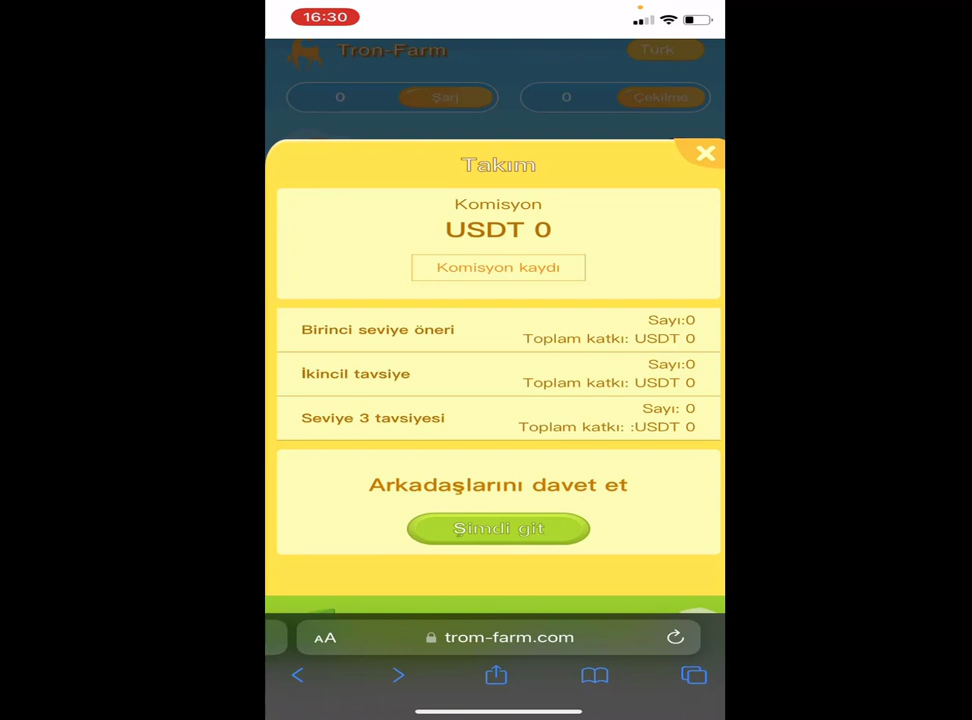 16:30
Tron-Farm
Türk
0 Şarj 0 Çekilme
Takım
Komisyon
USDT 0
Komisyon kaydı
Birinci seviye öneri
Sayı:0
Toplam katkı: USDT 0
İkincil tavsiye
Sayı:0
Toplam katkı: USDT 0
Seviye 3 tavsiyesi
Sayı: 0
Toplam katkı: :USDT 0
Arkadaşlarını davet et
Şimdi git
AA trom-farm.com